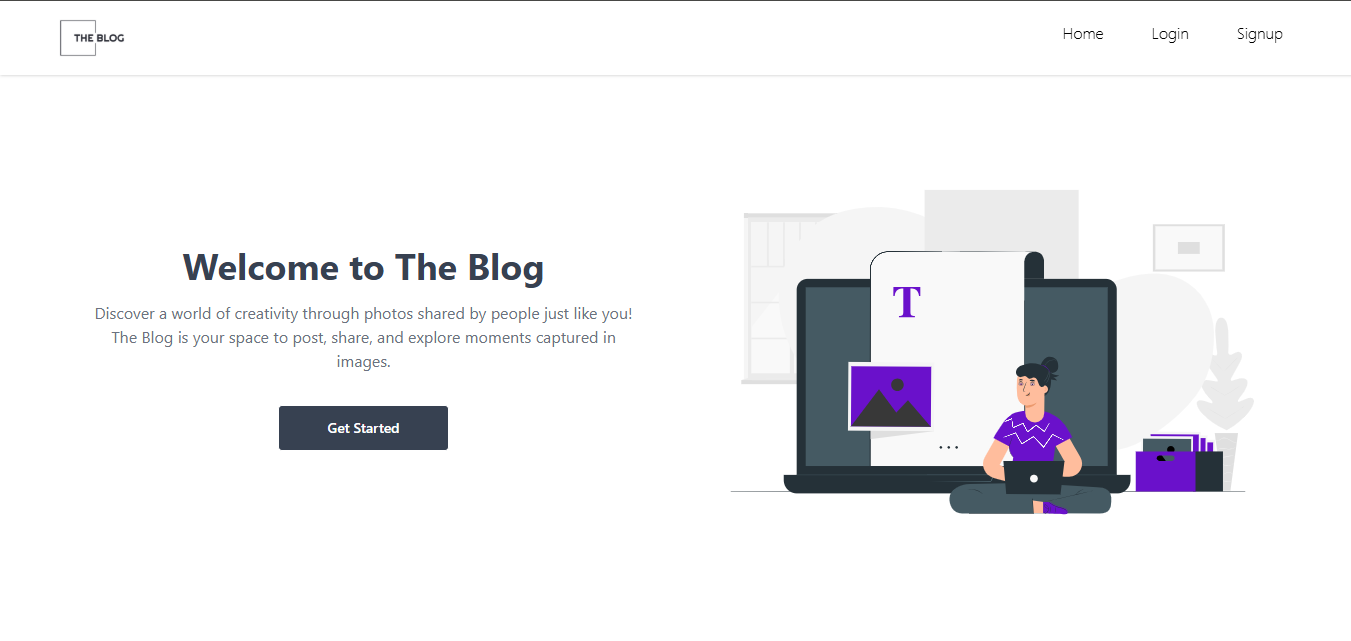 THE BLOG
Home
Login
Signup
Welcome to The Blog
Discover a world of creativity through photos shared by people just like you!
The Blog is your space to post, share, and explore moments captured in
images.
Get Started
T